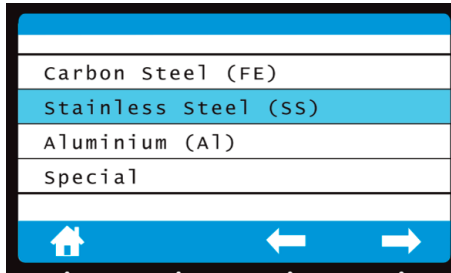 Carbon Steel (FE)
Stainless Steel (SS)
Aluminium (Al)
Special